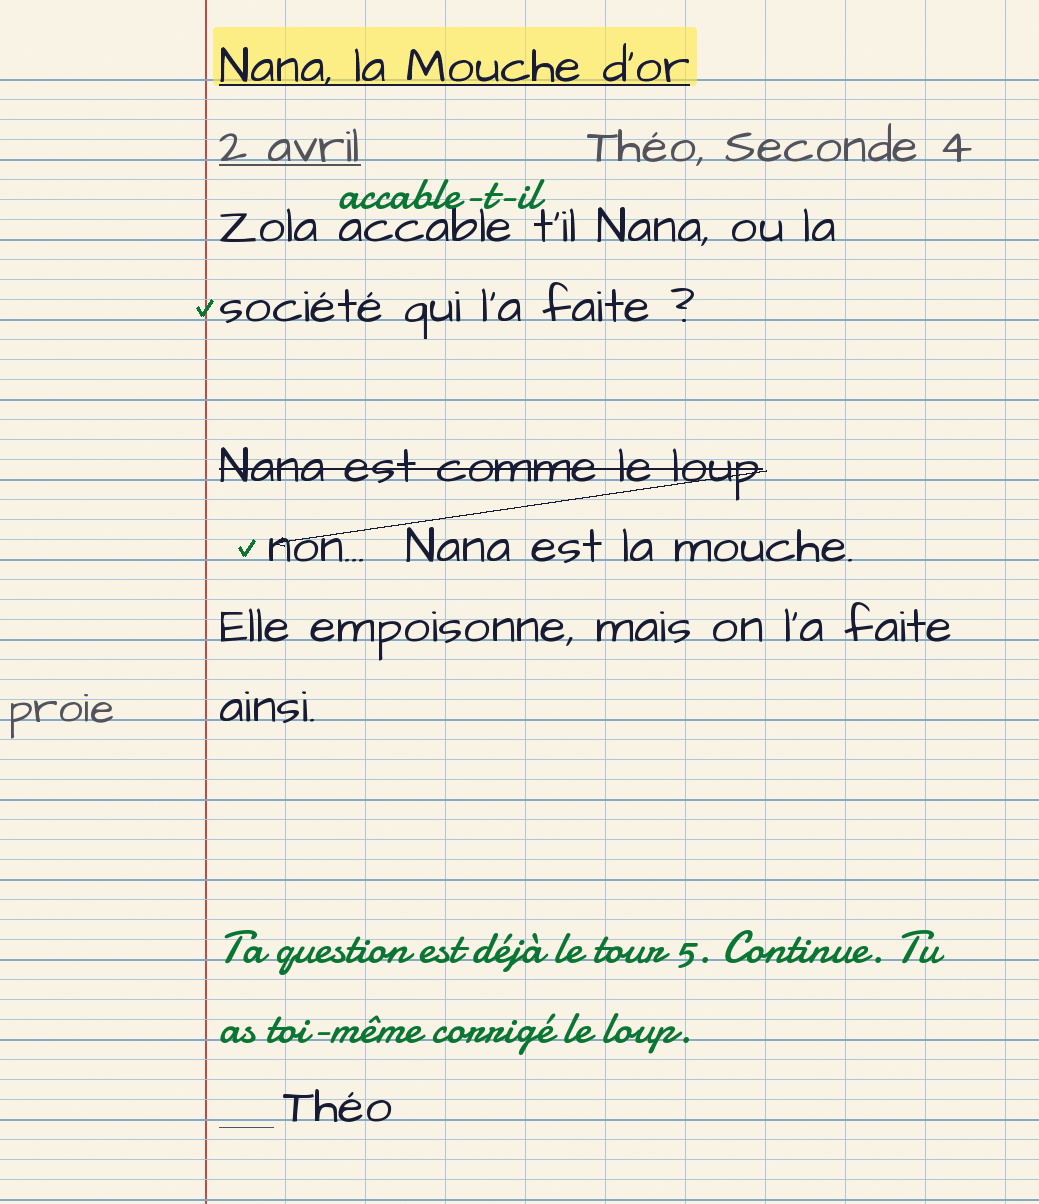 Nana, la Mouche d'or
2 avril Théo, Seconde 4
accable-t-il
Zola accable t'il Nana, ou la
société qui l'a faite ?
Nana est comme le loup
non... Nana est la mouche.
Elle empoisonne, mais on l'a faite
proie ainsi.
Ta question est déjà le tour 5. Continue. Tu
as toi-même corrigé le loup.
Théo